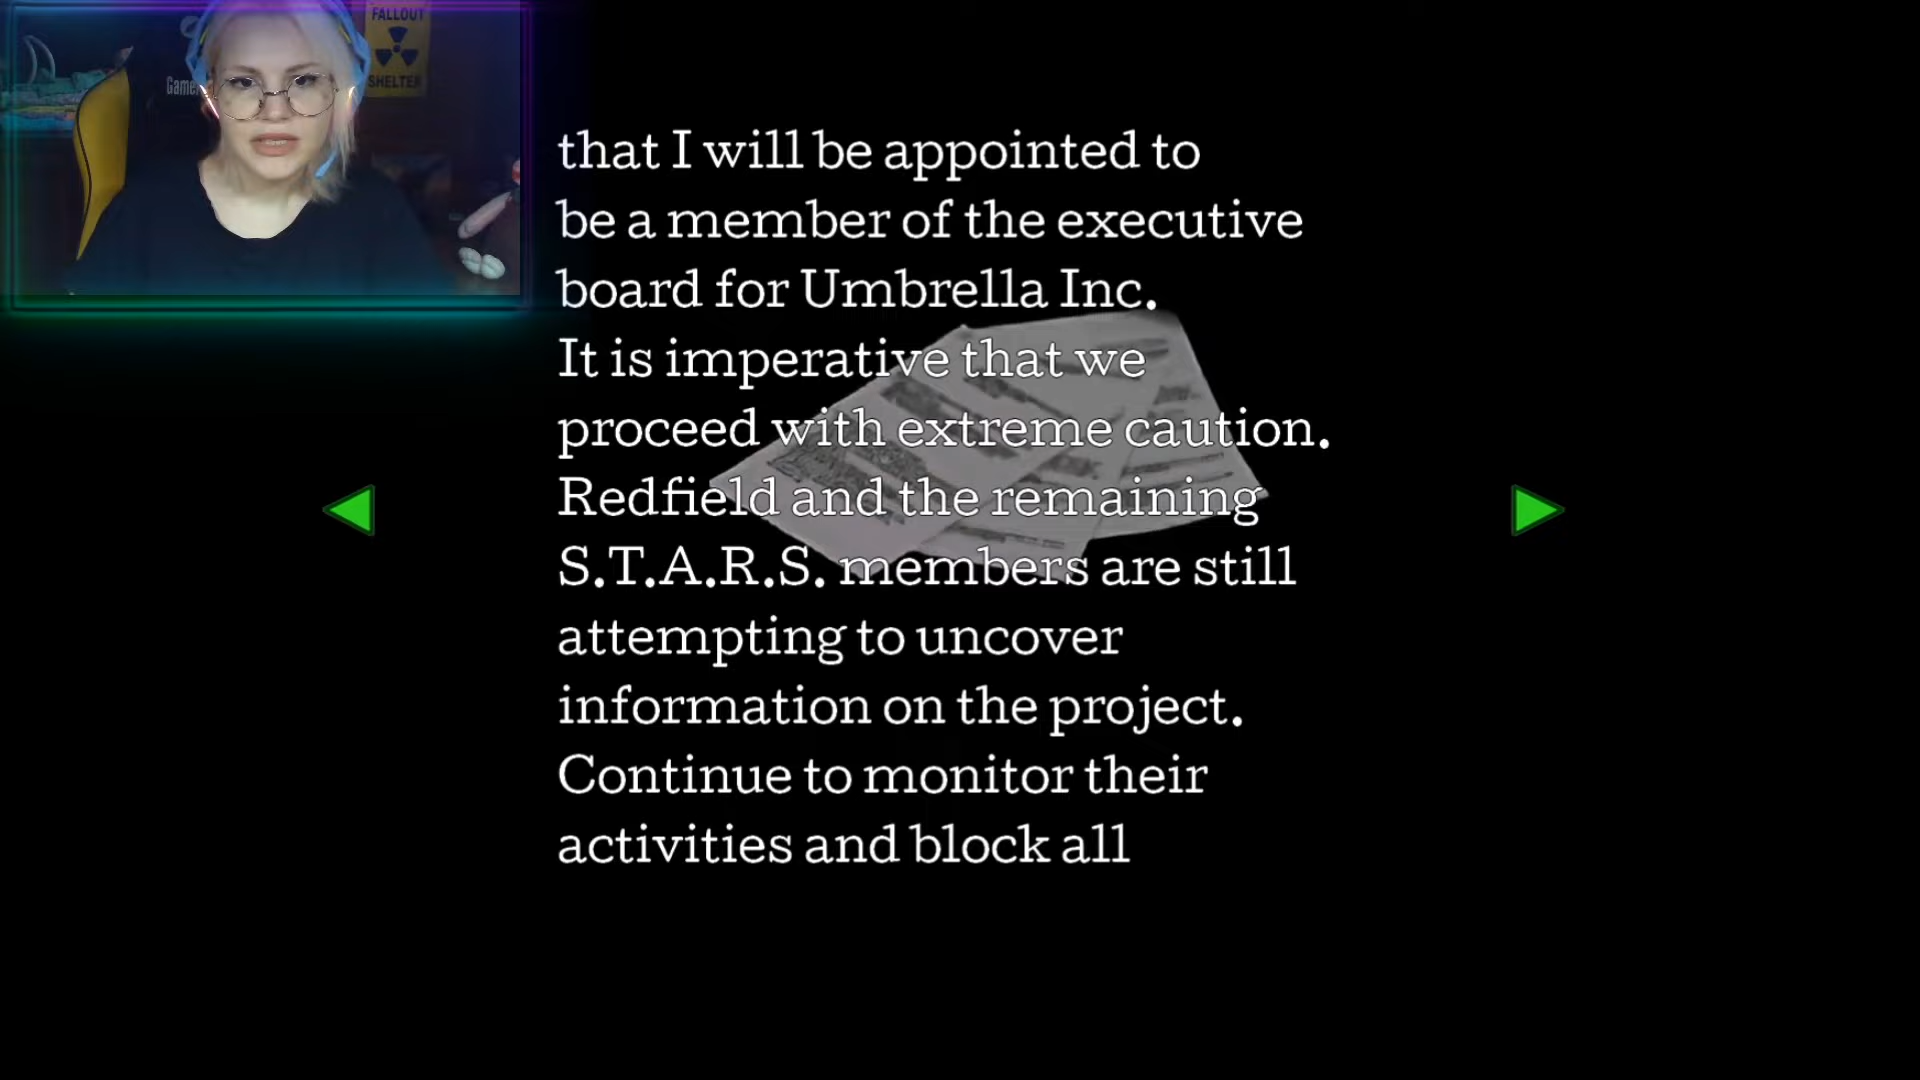 FALLOUT
SHELTER
Game
that I will be appointed to
be a member of the executive
board for Umbrella Inc.
It is imperative that we
proceed with extreme caution.
Redfield and the remaining
S.T.A.R.S. members are still
attempting to uncover
information on the project.
Continue to monitor their
activities and block all